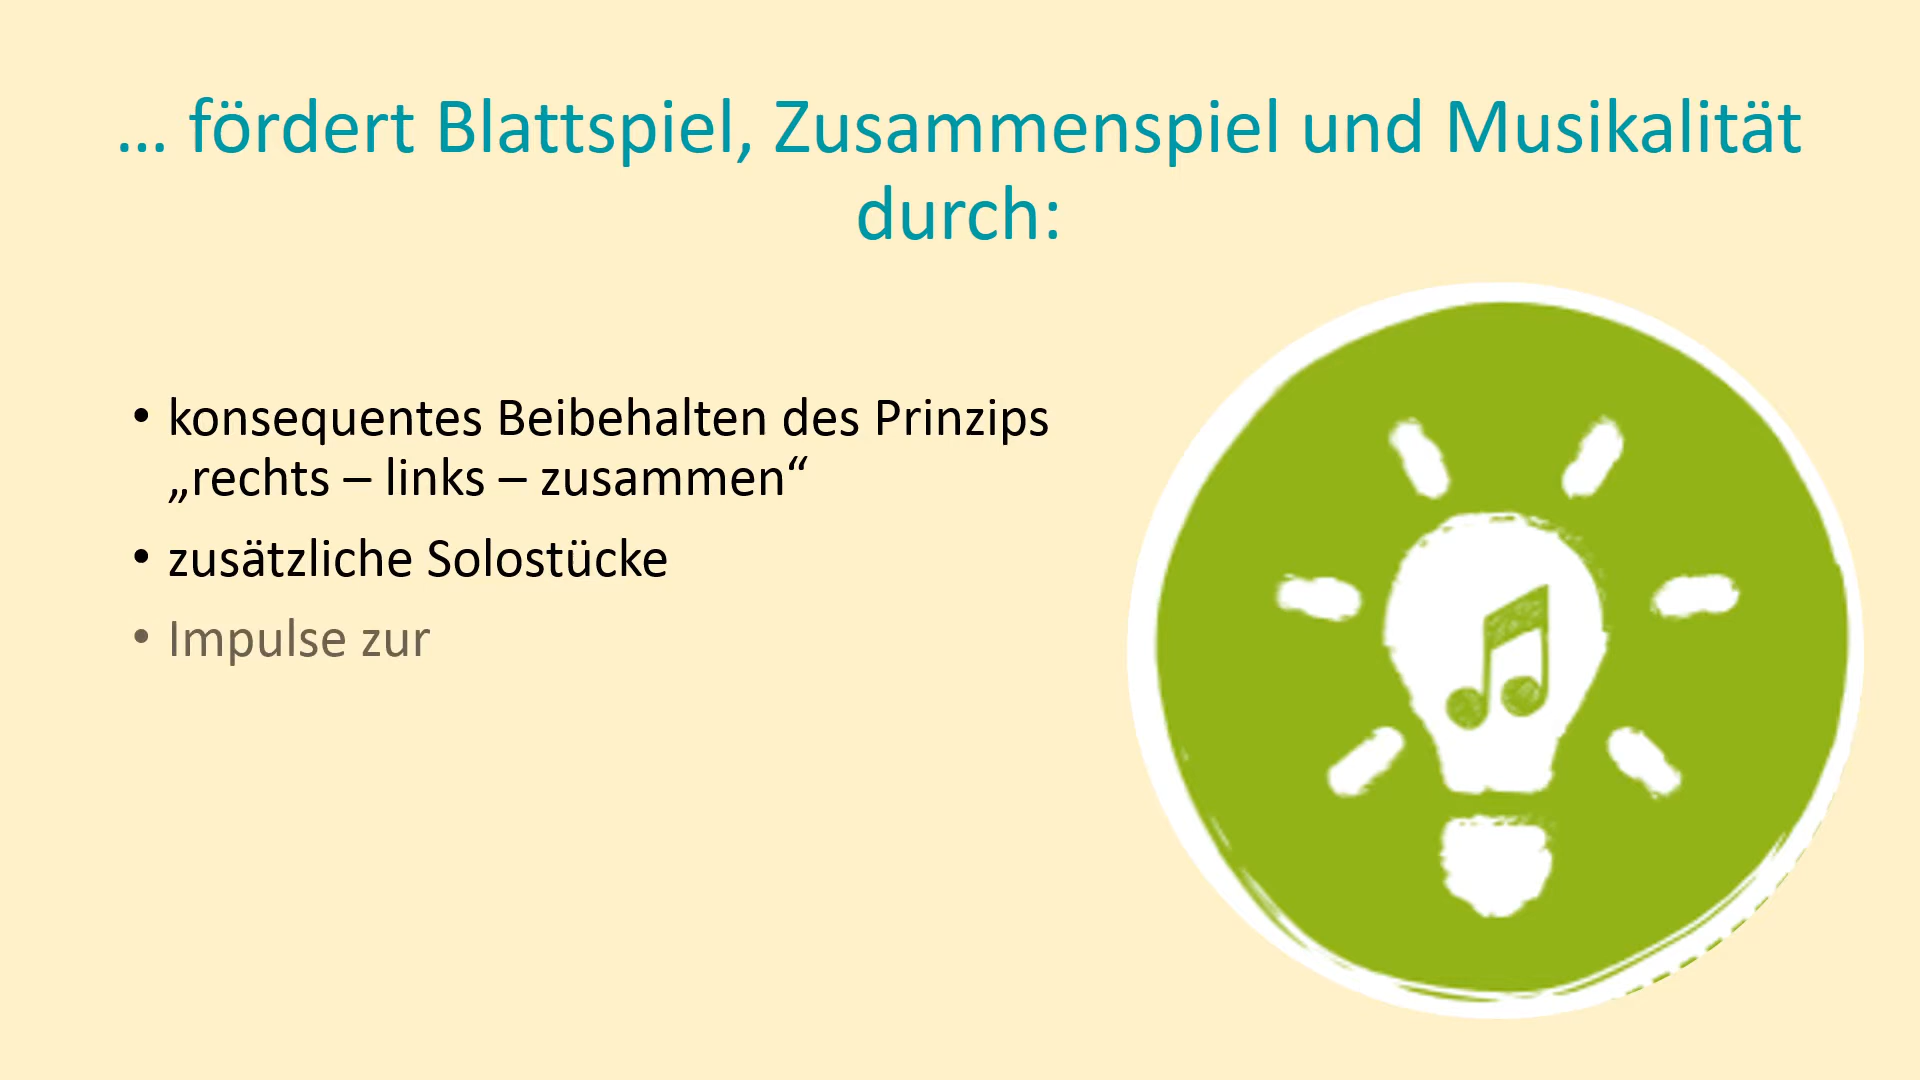 ... fördert Blattspiel, Zusammenspiel und Musikalität
durch:
• konsequentes Beibehalten des Prinzips
„rechts – links – zusammen“
• zusätzliche Solostücke
• Impulse zur